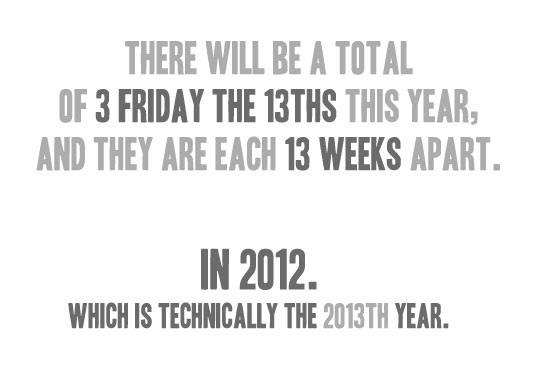 THERE WILL BE A TOTAL
OF 3 FRIDAY THE 13THS THIS YEAR,
AND THEY ARE EACH 13 WEEKS APART.
IN 2012.
WHICH IS TECHNICALLY THE 2013TH YEAR.